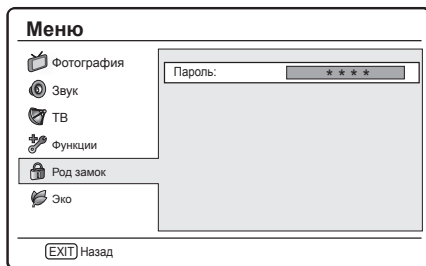 Меню
Фотография
Звук
ТВ
Функции
Род замок
Эко
Пароль: * * * *
EXIT Назад